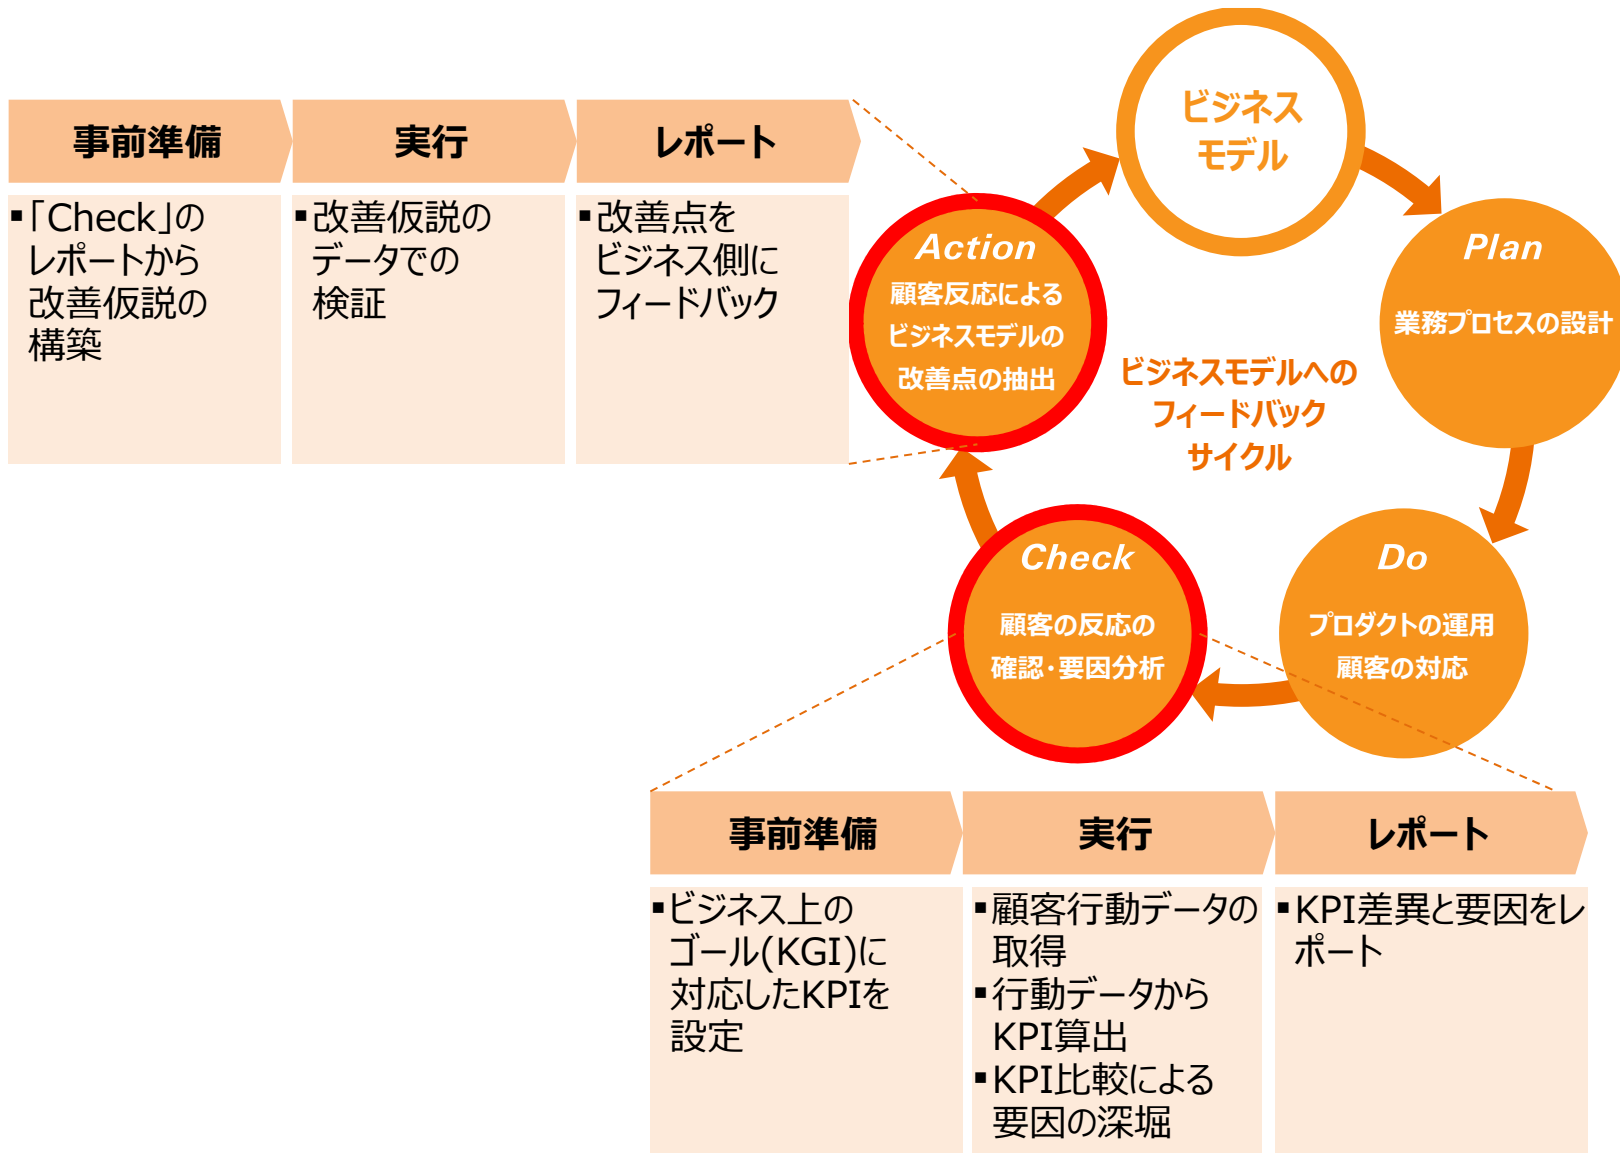 ビジネス
モデル
事前準備
実行
レポート
▪「Check」の
レポートから
改善仮説の
構築
▪改善仮説の
データでの
検証
▪改善点を
ビジネス側に
フィードバック
Action
顧客反応による
ビジネスモデルの
改善点の抽出
Plan
業務プロセスの設計
ビジネスモデルへの
フィードバック
サイクル
Check
顧客の反応の
確認・要因分析
Do
プロダクトの運用
顧客の対応
事前準備
実行
レポート
▪ビジネス上の
ゴール(KGI)に
対応したKPIを
設定
▪顧客行動データの
取得
▪行動データから
KPI算出
▪KPI比較による
要因の深堀
▪KPI差異と要因をレ
ポート